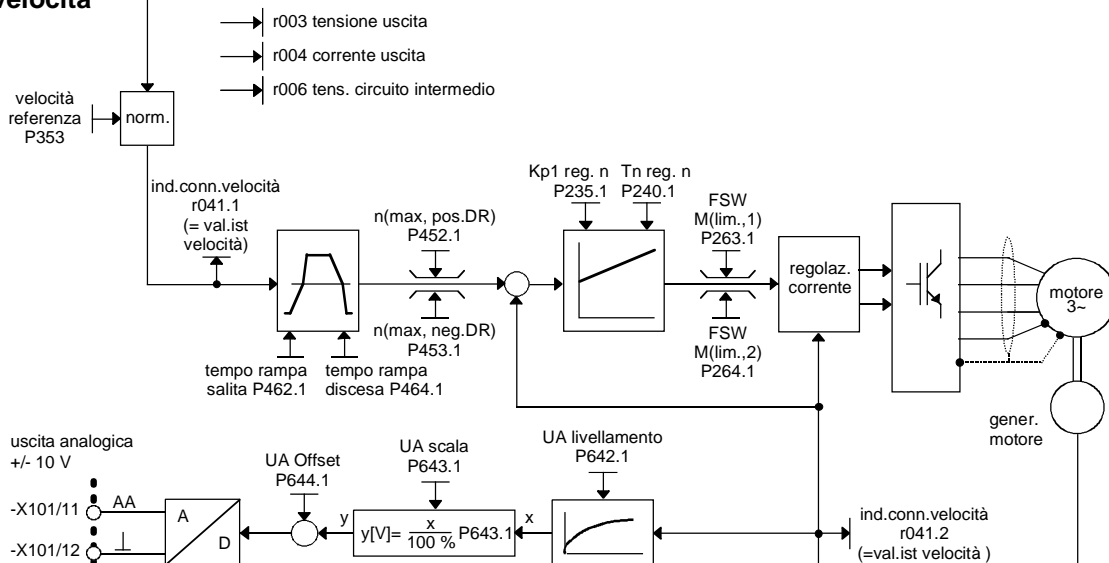 velocità
r003 tensione uscita
r004 corrente uscita
r006 tens. circuito intermedio
velocità
referenza
P353
norm.
ind.conn.velocità
r041.1
(= val.ist
velocità)
n(max, pos.DR)
P452.1
n(max, neg.DR)
P453.1
tempo rampa
salita P462.1
tempo rampa
discesa P464.1
Kp1 reg. n
P235.1
Tn reg. n
P240.1
FSW
M(lim.,1)
P263.1
FSW
M(lim.,2)
P264.1
regolaz.
corrente
motore
3~
gener.
motore
uscita analogica
+/- 10 V
-X101/11
AA
-X101/12
A
D
UA Offset
P644.1
UA scala
P643.1
y
y[V]= x/100 % P643.1
x
UA livellamento
P642.1
ind.conn.velocità
r041.2
(=val.ist velocità )